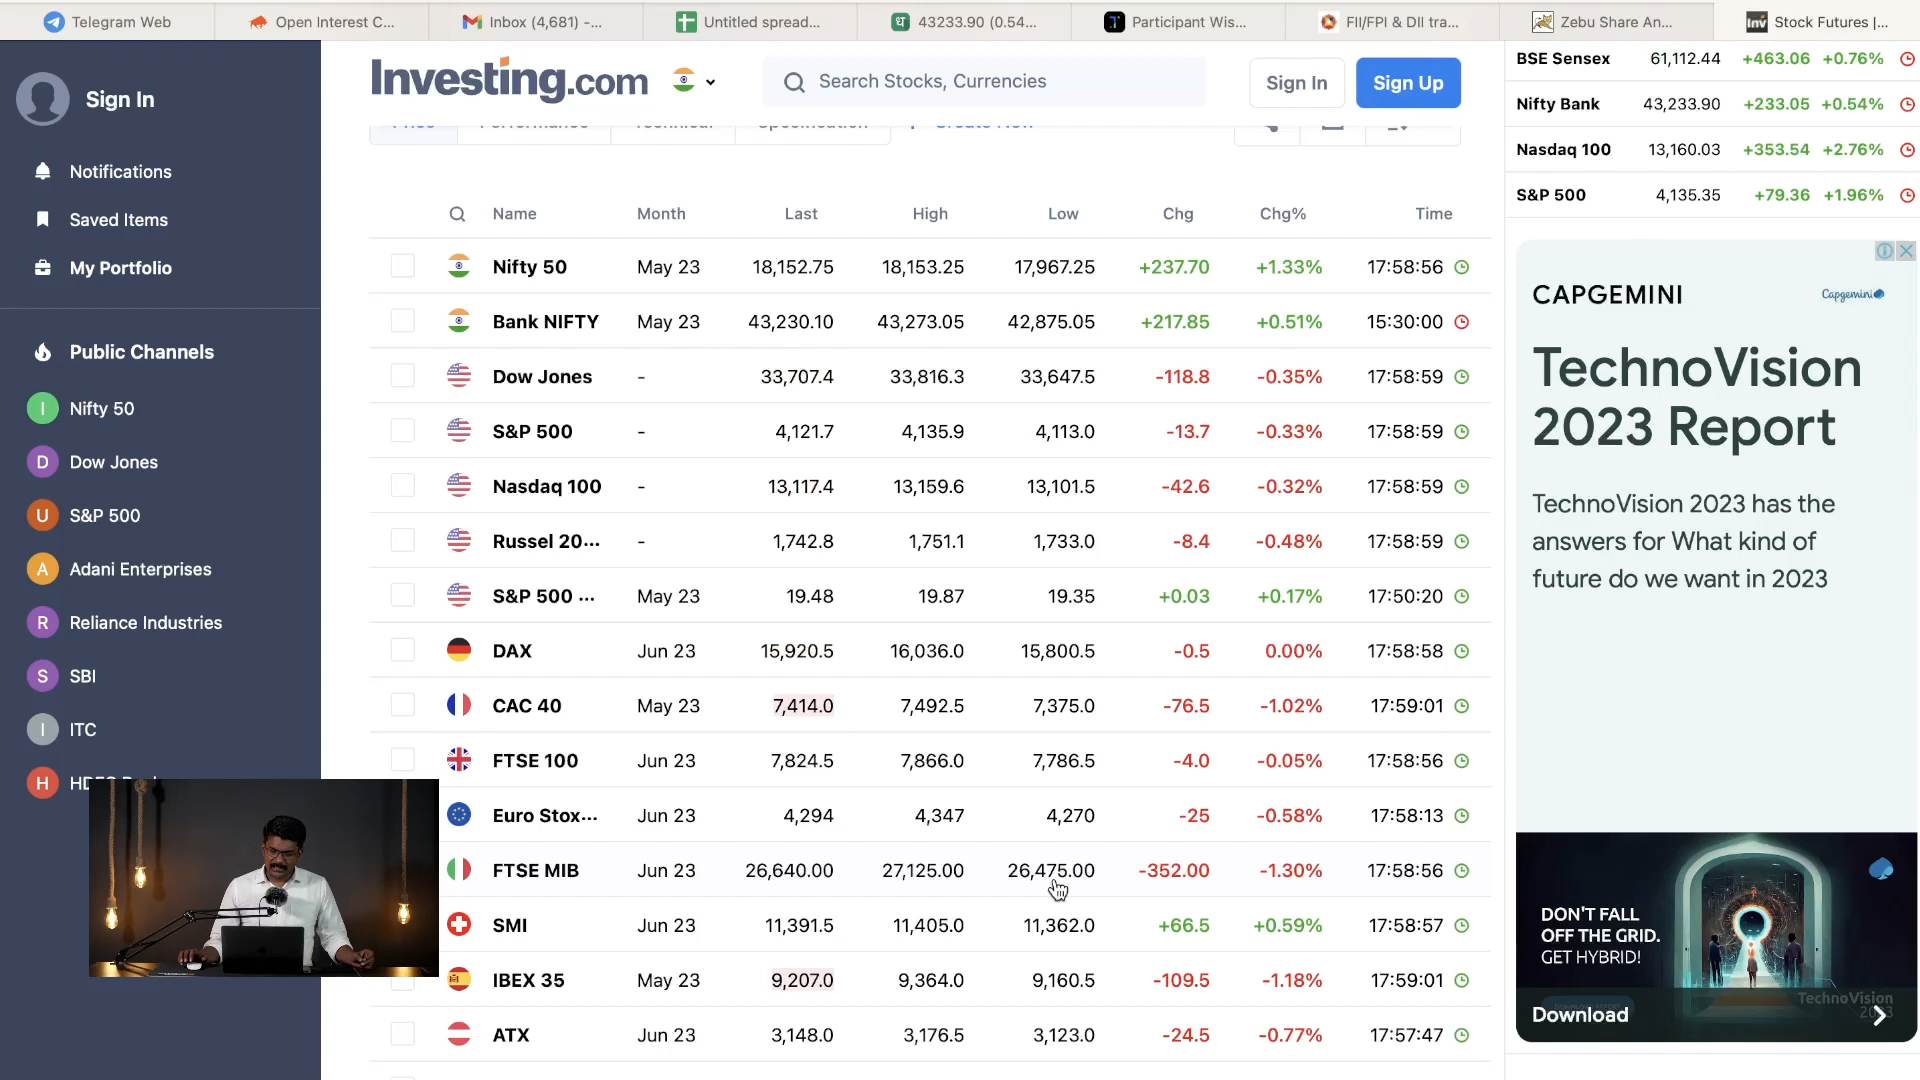 Telegram Web
Open Interest C...
Inbox (4,681) -...
Untitled spread...
43233.90 (0.54...
Participant Wis...
FII/FPI & DII tra...
Zebu Share An...
Stock Futures |...
Sign In
Notifications
Saved Items
My Portfolio
Public Channels
I Nifty 50
D Dow Jones
U S&P 500
A Adani Enterprises
R Reliance Industries
S SBI
I ITC
H
Investing.com
Search Stocks, Currencies
Sign In
Sign Up
Name Month Last High Low Chg Chg% Time
Nifty 50 May 23 18,152.75 18,153.25 17,967.25 +237.70 +1.33% 17:58:56
Bank NIFTY May 23 43,230.10 43,273.05 42,875.05 +217.85 +0.51% 15:30:00
Dow Jones - 33,707.4 33,816.3 33,647.5 -118.8 -0.35% 17:58:59
S&P 500 - 4,121.7 4,135.9 4,113.0 -13.7 -0.33% 17:58:59
Nasdaq 100 - 13,117.4 13,159.6 13,101.5 -42.6 -0.32% 17:58:59
Russel 20... - 1,742.8 1,751.1 1,733.0 -8.4 -0.48% 17:58:59
S&P 500 ... May 23 19.48 19.87 19.35 +0.03 +0.17% 17:50:20
DAX Jun 23 15,920.5 16,036.0 15,800.5 -0.5 0.00% 17:58:58
CAC 40 May 23 7,414.0 7,492.5 7,375.0 -76.5 -1.02% 17:59:01
FTSE 100 Jun 23 7,824.5 7,866.0 7,786.5 -4.0 -0.05% 17:58:56
Euro Stox... Jun 23 4,294 4,347 4,270 -25 -0.58% 17:58:13
FTSE MIB Jun 23 26,640.00 27,125.00 26,475.00 -352.00 -1.30% 17:58:56
SMI Jun 23 11,391.5 11,405.0 11,362.0 +66.5 +0.59% 17:58:57
IBEX 35 May 23 9,207.0 9,364.0 9,160.5 -109.5 -1.18% 17:59:01
ATX Jun 23 3,148.0 3,176.5 3,123.0 -24.5 -0.77% 17:57:47
BSE Sensex 61,112.44 +463.06 +0.76%
Nifty Bank 43,233.90 +233.05 +0.54%
Nasdaq 100 13,160.03 +353.54 +2.76%
S&P 500 4,135.35 +79.36 +1.96%
CAPGEMINI
Capgemini
TechnoVision
2023 Report
TechnoVision 2023 has the
answers for What kind of
future do we want in 2023
DON'T FALL
OFF THE GRID.
GET HYBRID!
TechnoVision
Download